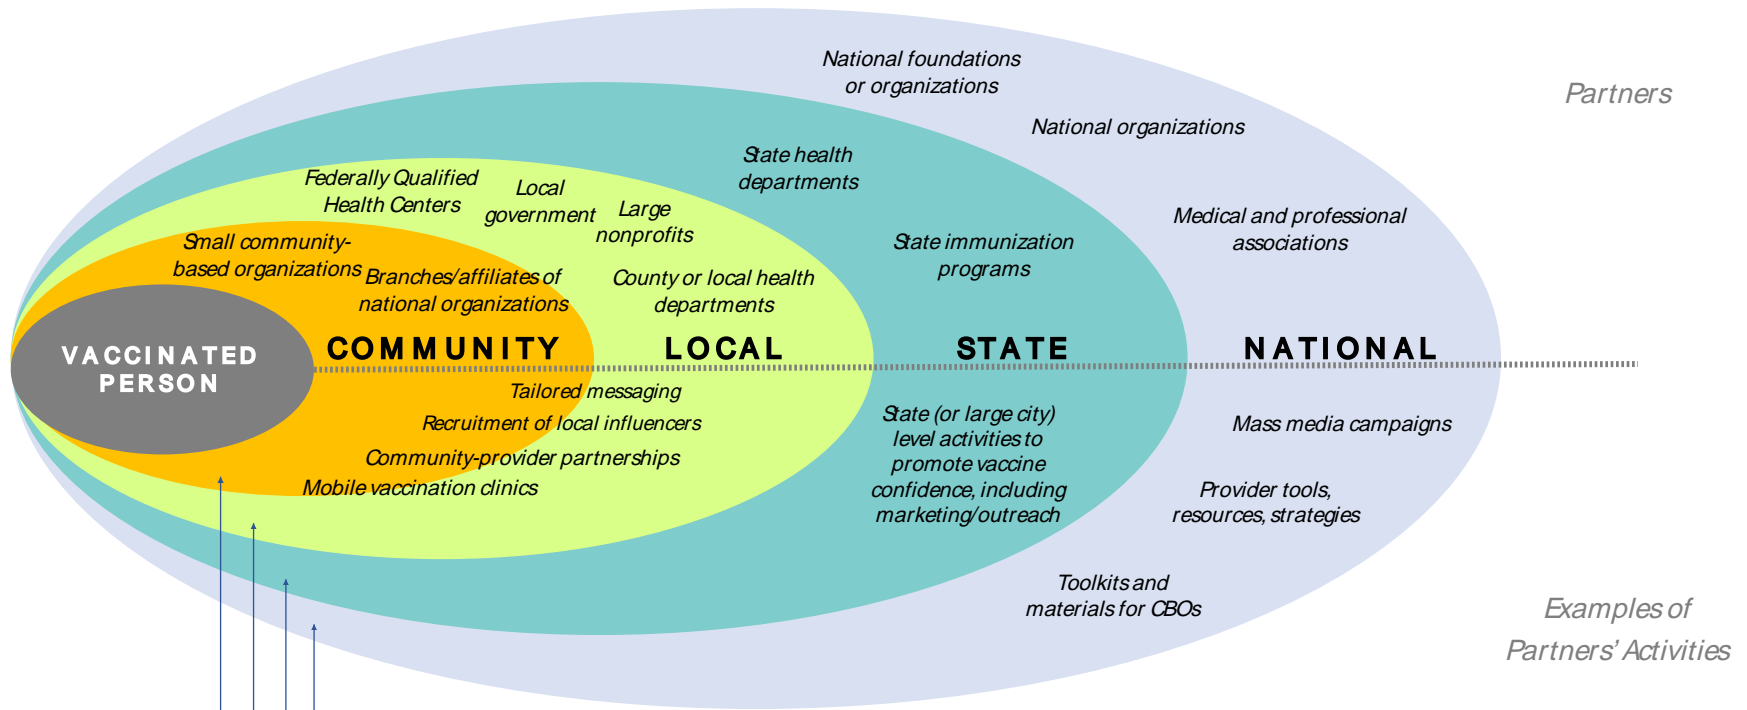 National foundations
or organizations
Partners
National organizations
State health
departments
Federally Qualified
Health Centers
Local
government
Large
nonprofits
Medical and professional
associations
Small community-
based organizations
State immunization
programs
Branches/affiliates of
national organizations
County or local health
departments
VACCINATED
PERSON
COMMUNITY
LOCAL
STATE
NATIONAL
Tailored messaging
Recruitment of local influencers
Community-provider partnerships
Mobile vaccination clinics
State (or large city)
level activities to
promote vaccine
confidence, including
marketing/outreach
Mass media campaigns
Provider tools,
resources, strategies
Toolkits and
materials for CBOs
Examples of
Partners’ Activities